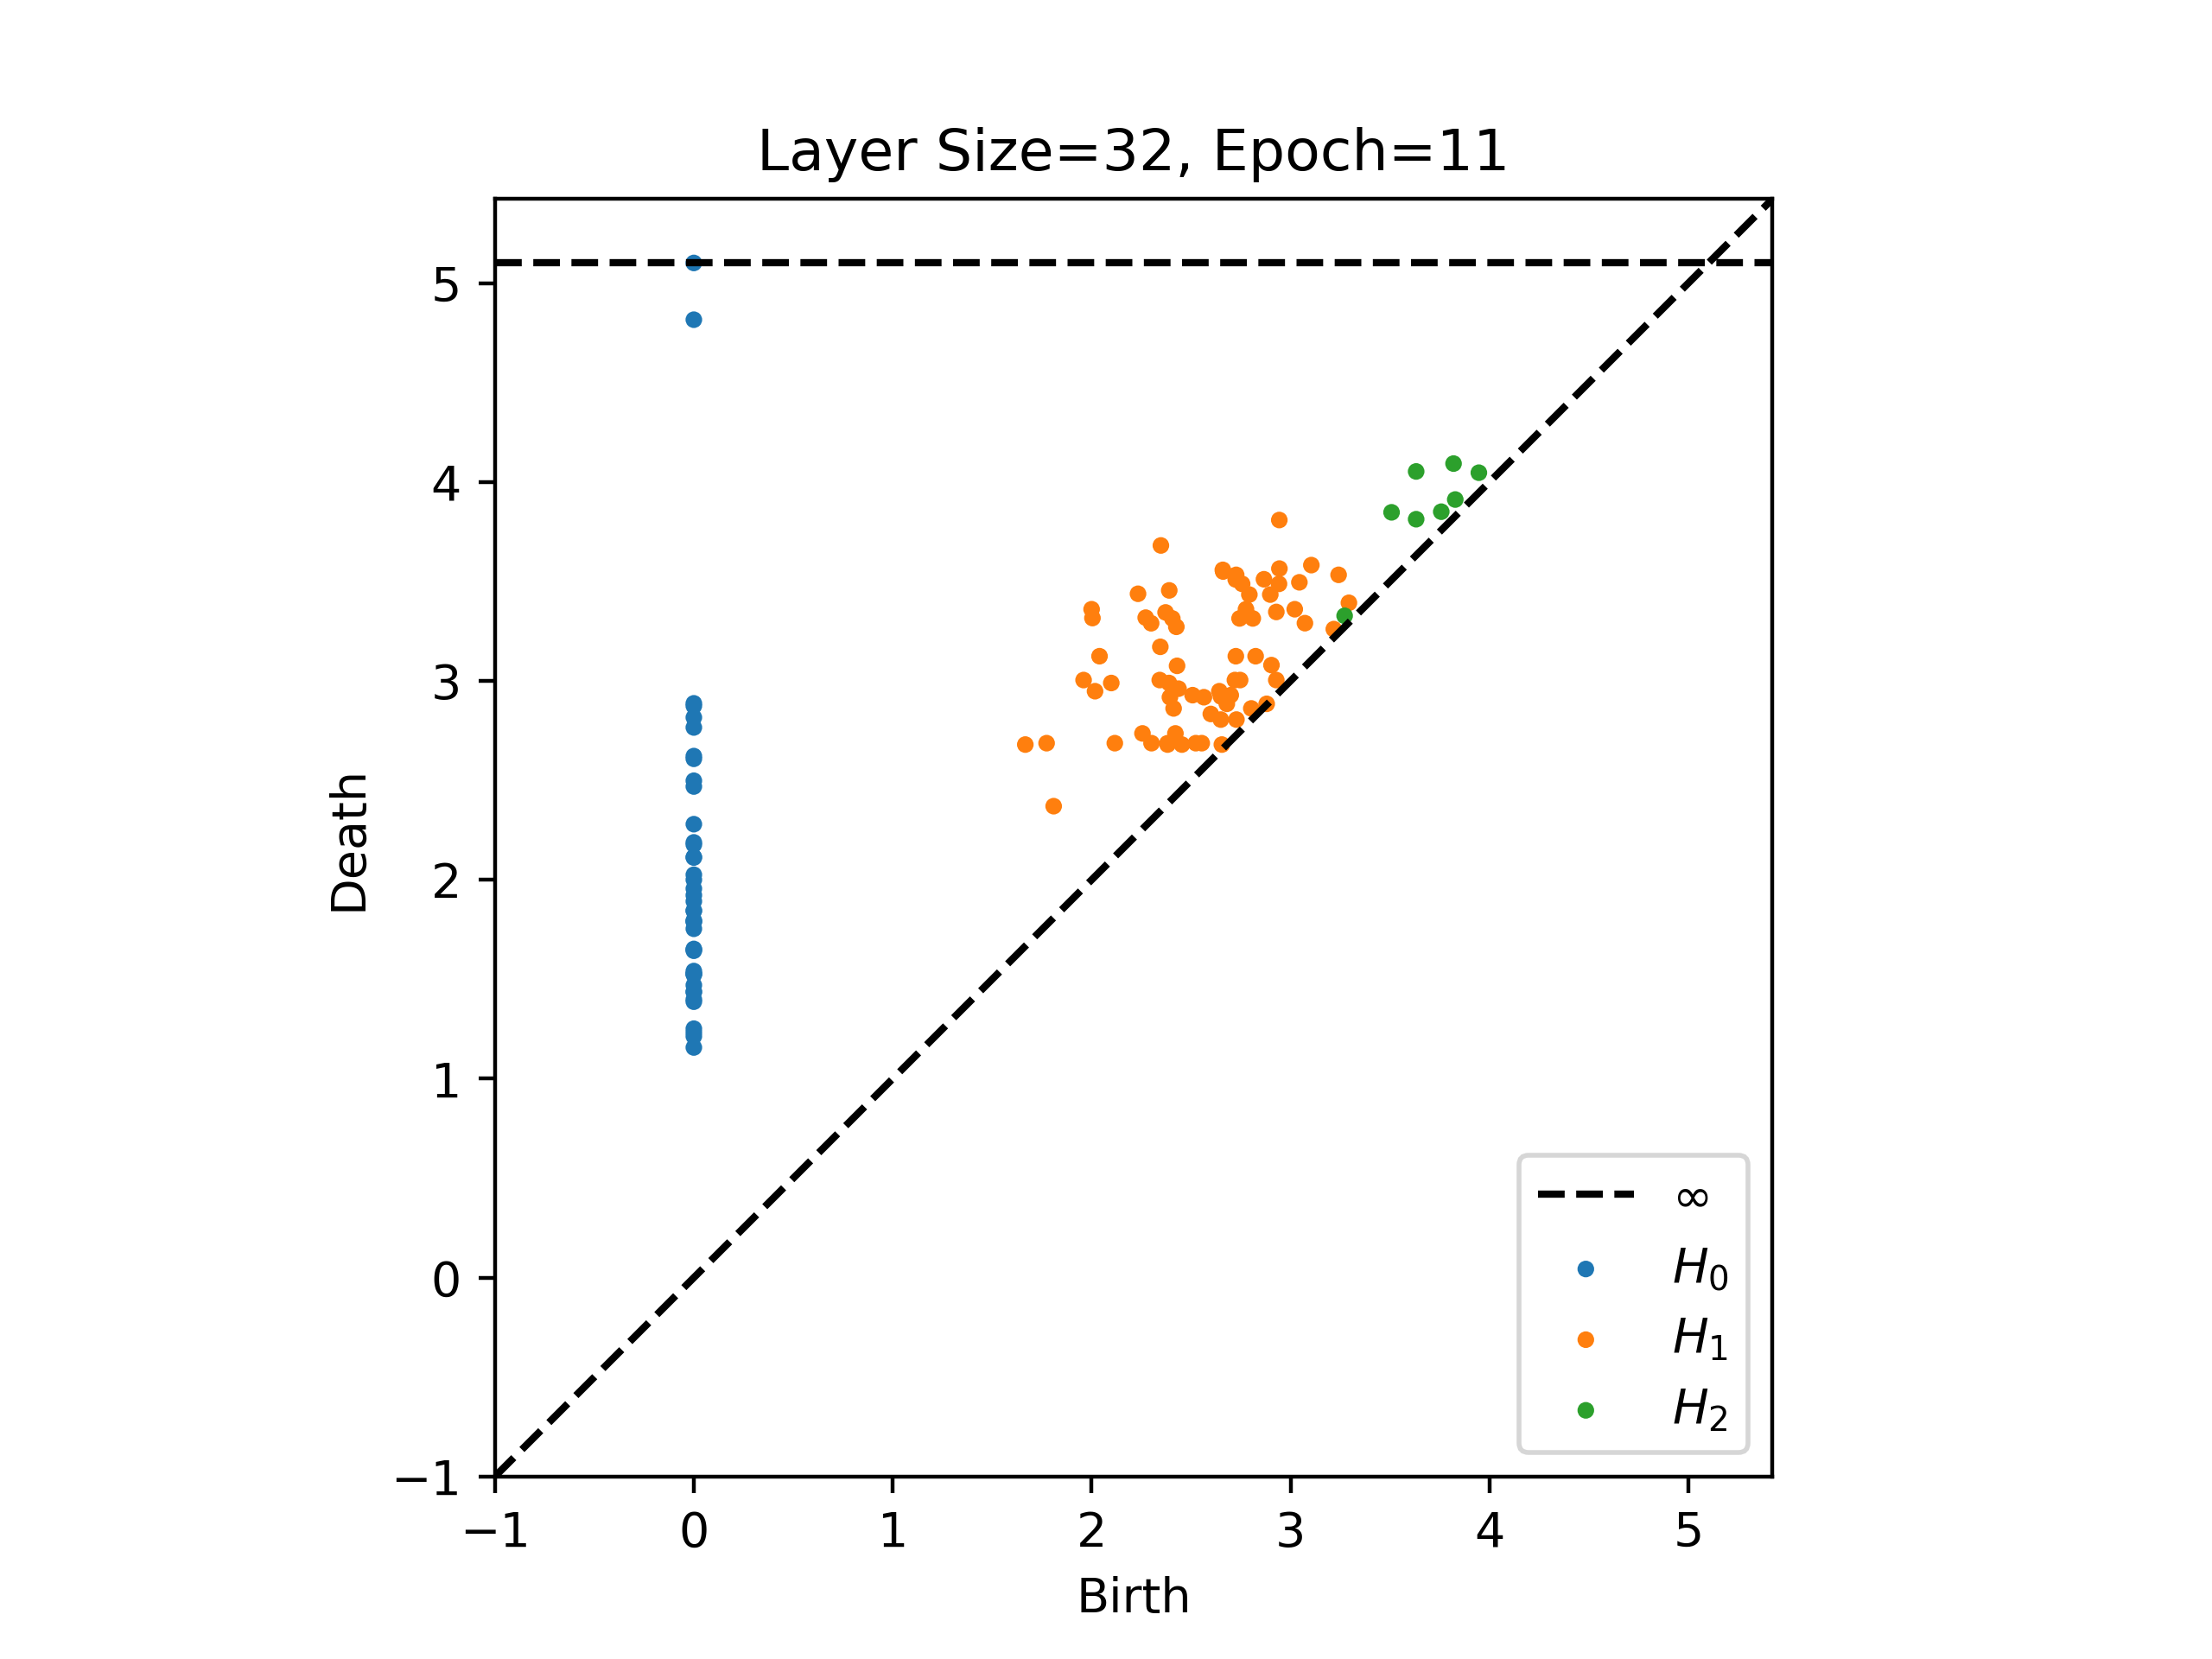 Layer Size=32, Epoch=11
5
4
3
2
1
0
−1
Death
−1 0 1 2 3 4 5
Birth
∞
H₀
H₁
H₂